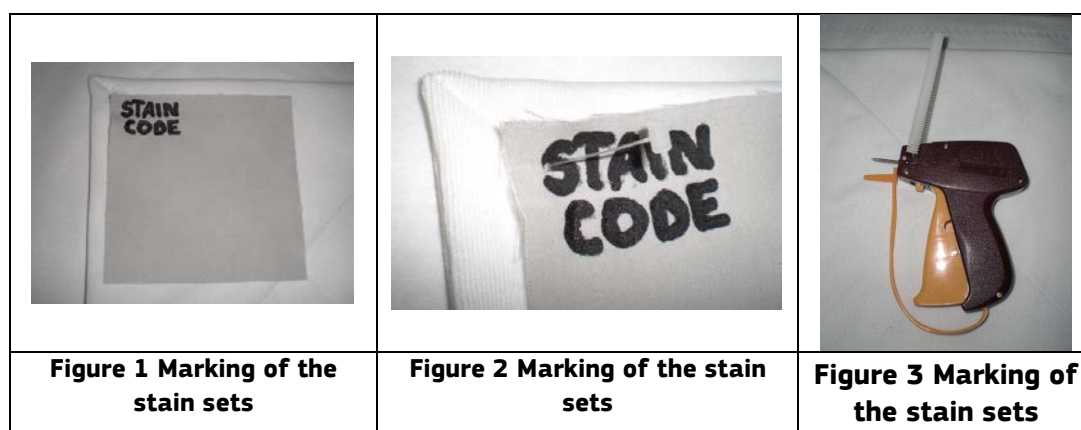 STAIN
CODE
STAIN
CODE
Figure 1 Marking of the
stain sets
Figure 2 Marking of the stain
sets
Figure 3 Marking of
the stain sets